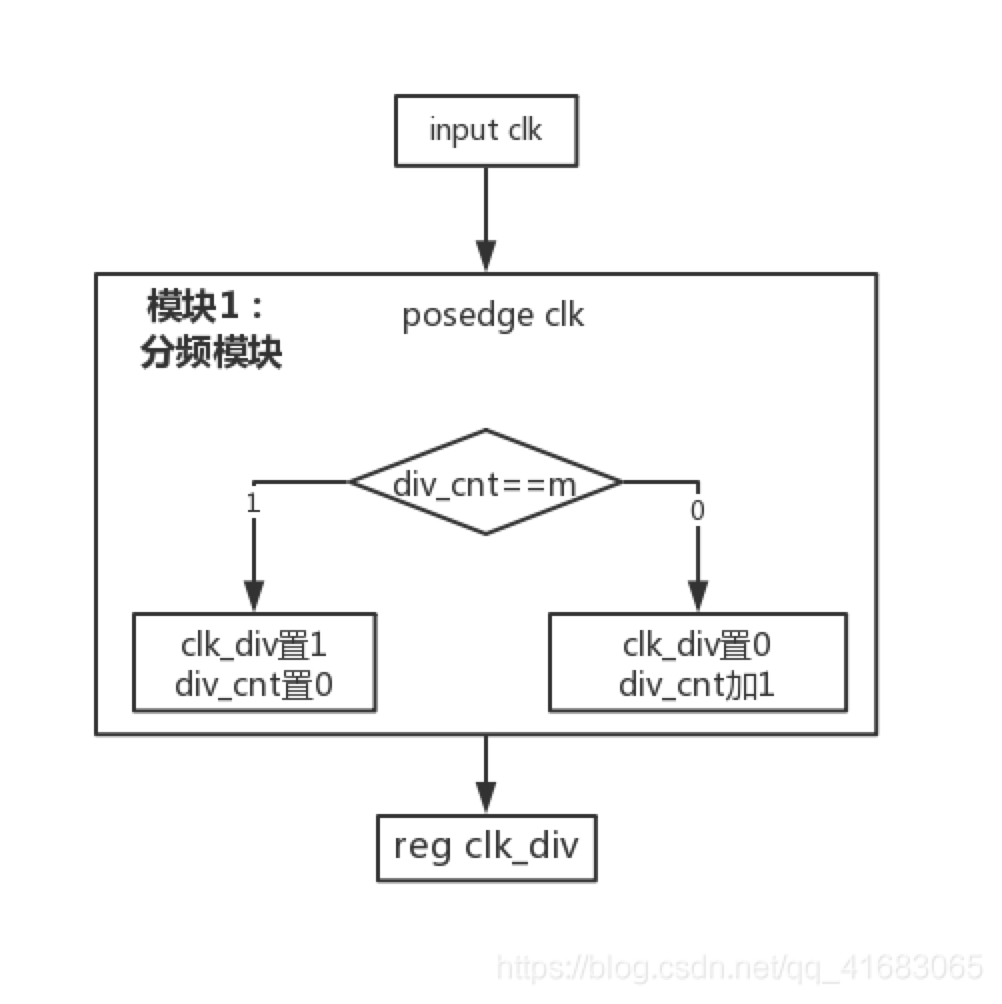 input clk
模块1：
分频模块
posedge clk
div_cnt==m
1
0
clk_div置1
div_cnt置0
clk_div置0
div_cnt加1
reg clk_div
https://blog.csdn.net/qq_41683065